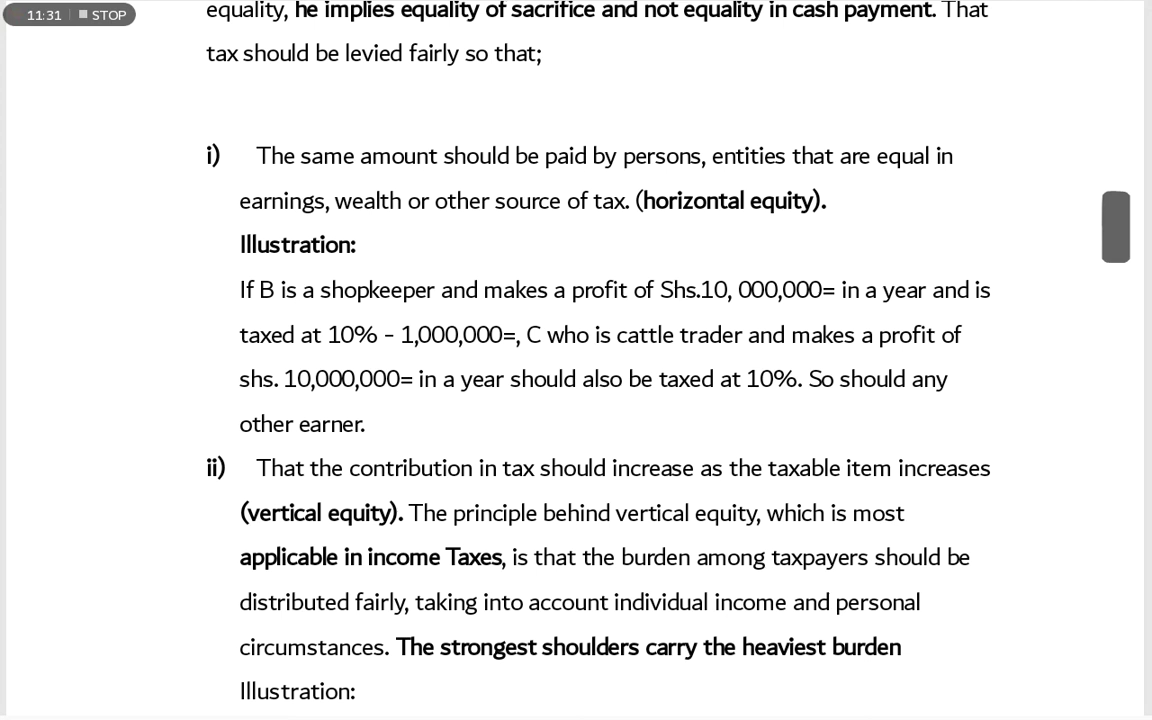 11:31 STOP
equality, he implies equality of sacrifice and not equality in cash payment. That
tax should be levied fairly so that;
i) The same amount should be paid by persons, entities that are equal in
earnings, wealth or other source of tax. (horizontal equity).
Illustration:
If B is a shopkeeper and makes a profit of Shs.10, 000,000= in a year and is
taxed at 10% - 1,000,000=, C who is cattle trader and makes a profit of
shs. 10,000,000= in a year should also be taxed at 10%. So should any
other earner.
ii) That the contribution in tax should increase as the taxable item increases
(vertical equity). The principle behind vertical equity, which is most
applicable in income Taxes, is that the burden among taxpayers should be
distributed fairly, taking into account individual income and personal
circumstances. The strongest shoulders carry the heaviest burden
Illustration: